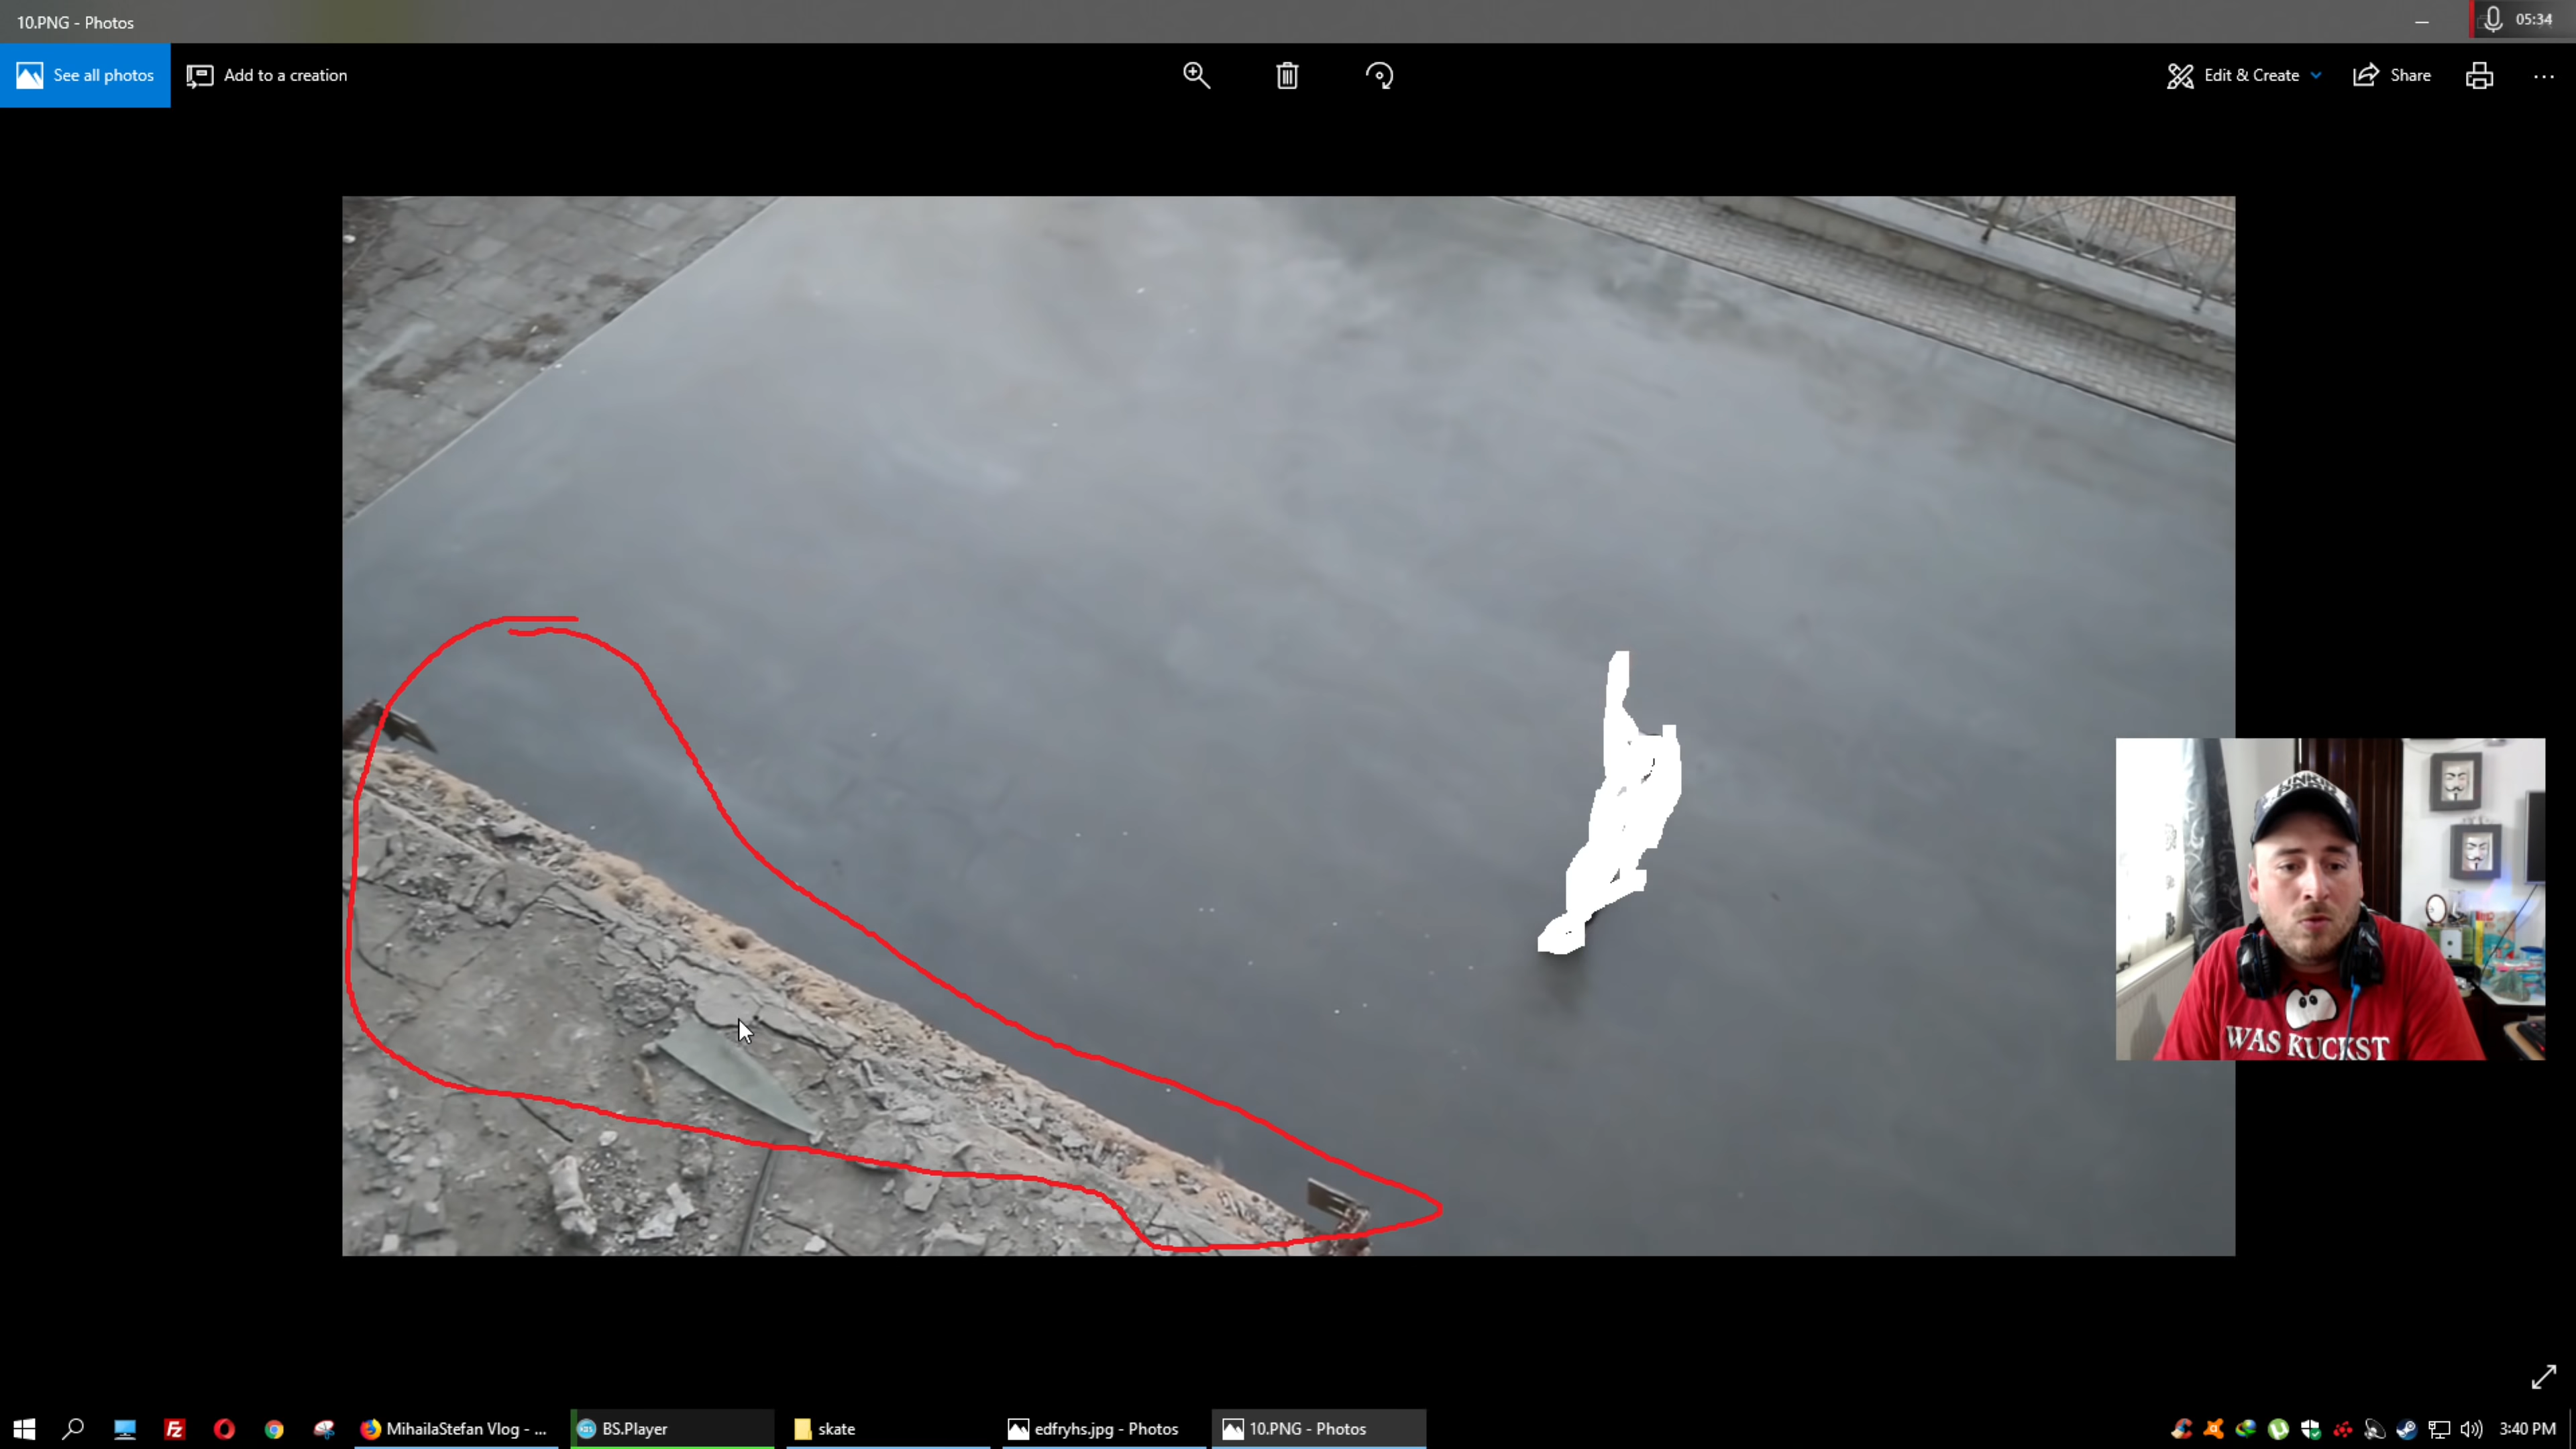 10.PNG - Photos
05:34
See all photos
Add to a creation
Edit & Create
Share
WAS KUCKST
MihailaStefan Vlog - ...
BS.Player
skate
edfryhs.jpg - Photos
10.PNG - Photos
3:40 PM